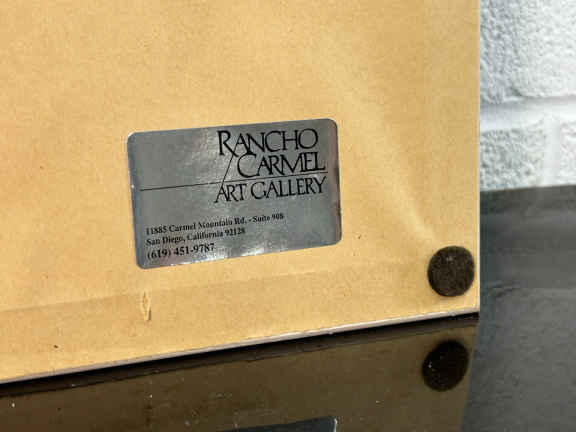 RANCHO
CARMEL
ART GALLERY
11885 Carmel Mountain Rd. - Suite 908
San Diego, California 92128
(619) 451-9787